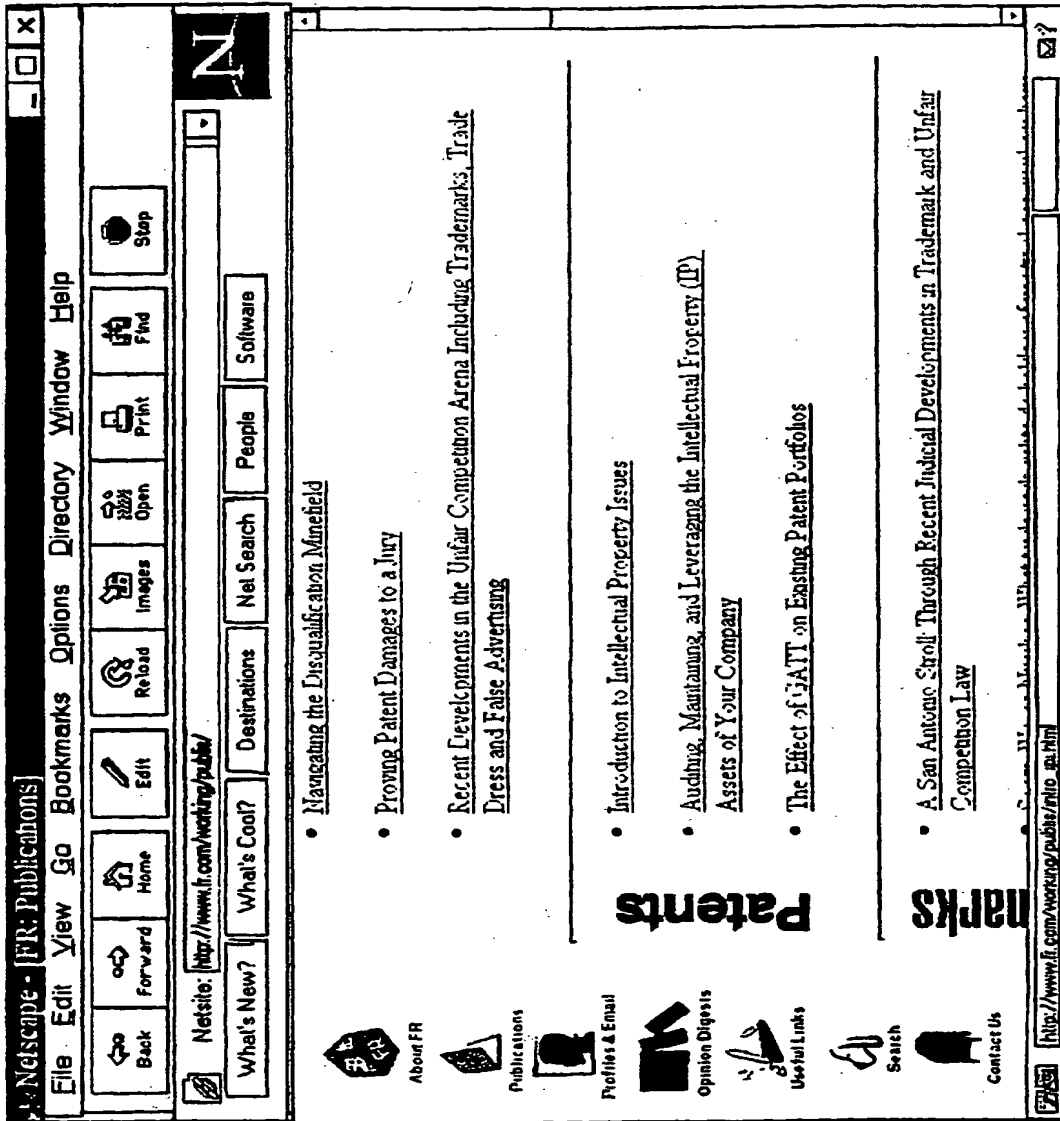 Netscape - [FR: Publications]
File Edit View Go Bookmarks Options Directory Window Help
Back Forward Home Edit Reload Images Open Print Find Stop
Netsite: http://www.fr.com/working/publis/
What's New? What's Cool? Destinations Net Search People Software
N
About FR
Publications
Profiles & Email
Opinion Digests
Useful Links
Search
Contact Us
• Navigating the Disqualification Minefield
• Proving Patent Damages to a Jury
• Recent Developments in the Unfair Competition Arena Including Trademarks, Trade
Dress and False Advertising
Patents
• Introduction to Intellectual Property Issues
• Auditing, Maintaining, and Leveraging the Intellectual Property (IP)
Assets of Your Company
• The Effect of GATT on Existing Patent Portfolios
marks
• A San Antonio Stroll Through Recent Judicial Developments in Trademark and Unfair
Competition Law
http://www.fr.com/working/publis/intro_ipi.html